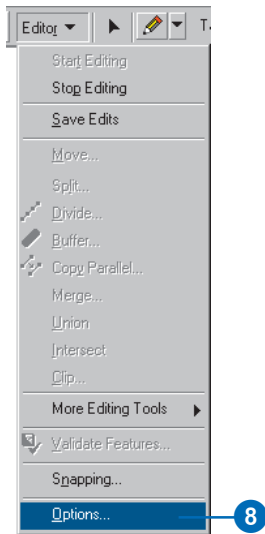 Editor
T
Start Editing
Stop Editing
Save Edits
Move...
Split...
Divide...
Buffer...
Copy Parallel...
Merge...
Union
Intersect
Clip...
More Editing Tools
Validate Features...
Snapping...
Options...
8